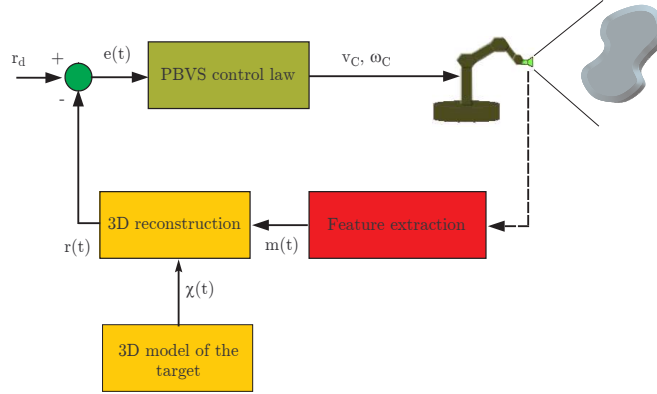 r_d
+
-
e(t)
PBVS control law
v_C, ω_C
3D reconstruction
r(t)
m(t)
Feature extraction
χ(t)
3D model of the
target